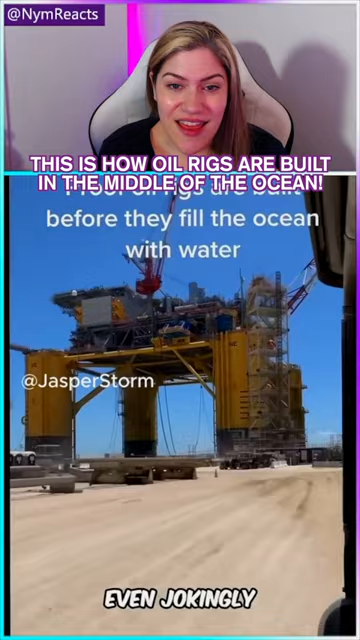 @NymReacts
THIS IS HOW OIL RIGS ARE BUILT
IN THE MIDDLE OF THE OCEAN!
before they fill the ocean
with water
@JasperStorm
EVEN JOKINGLY